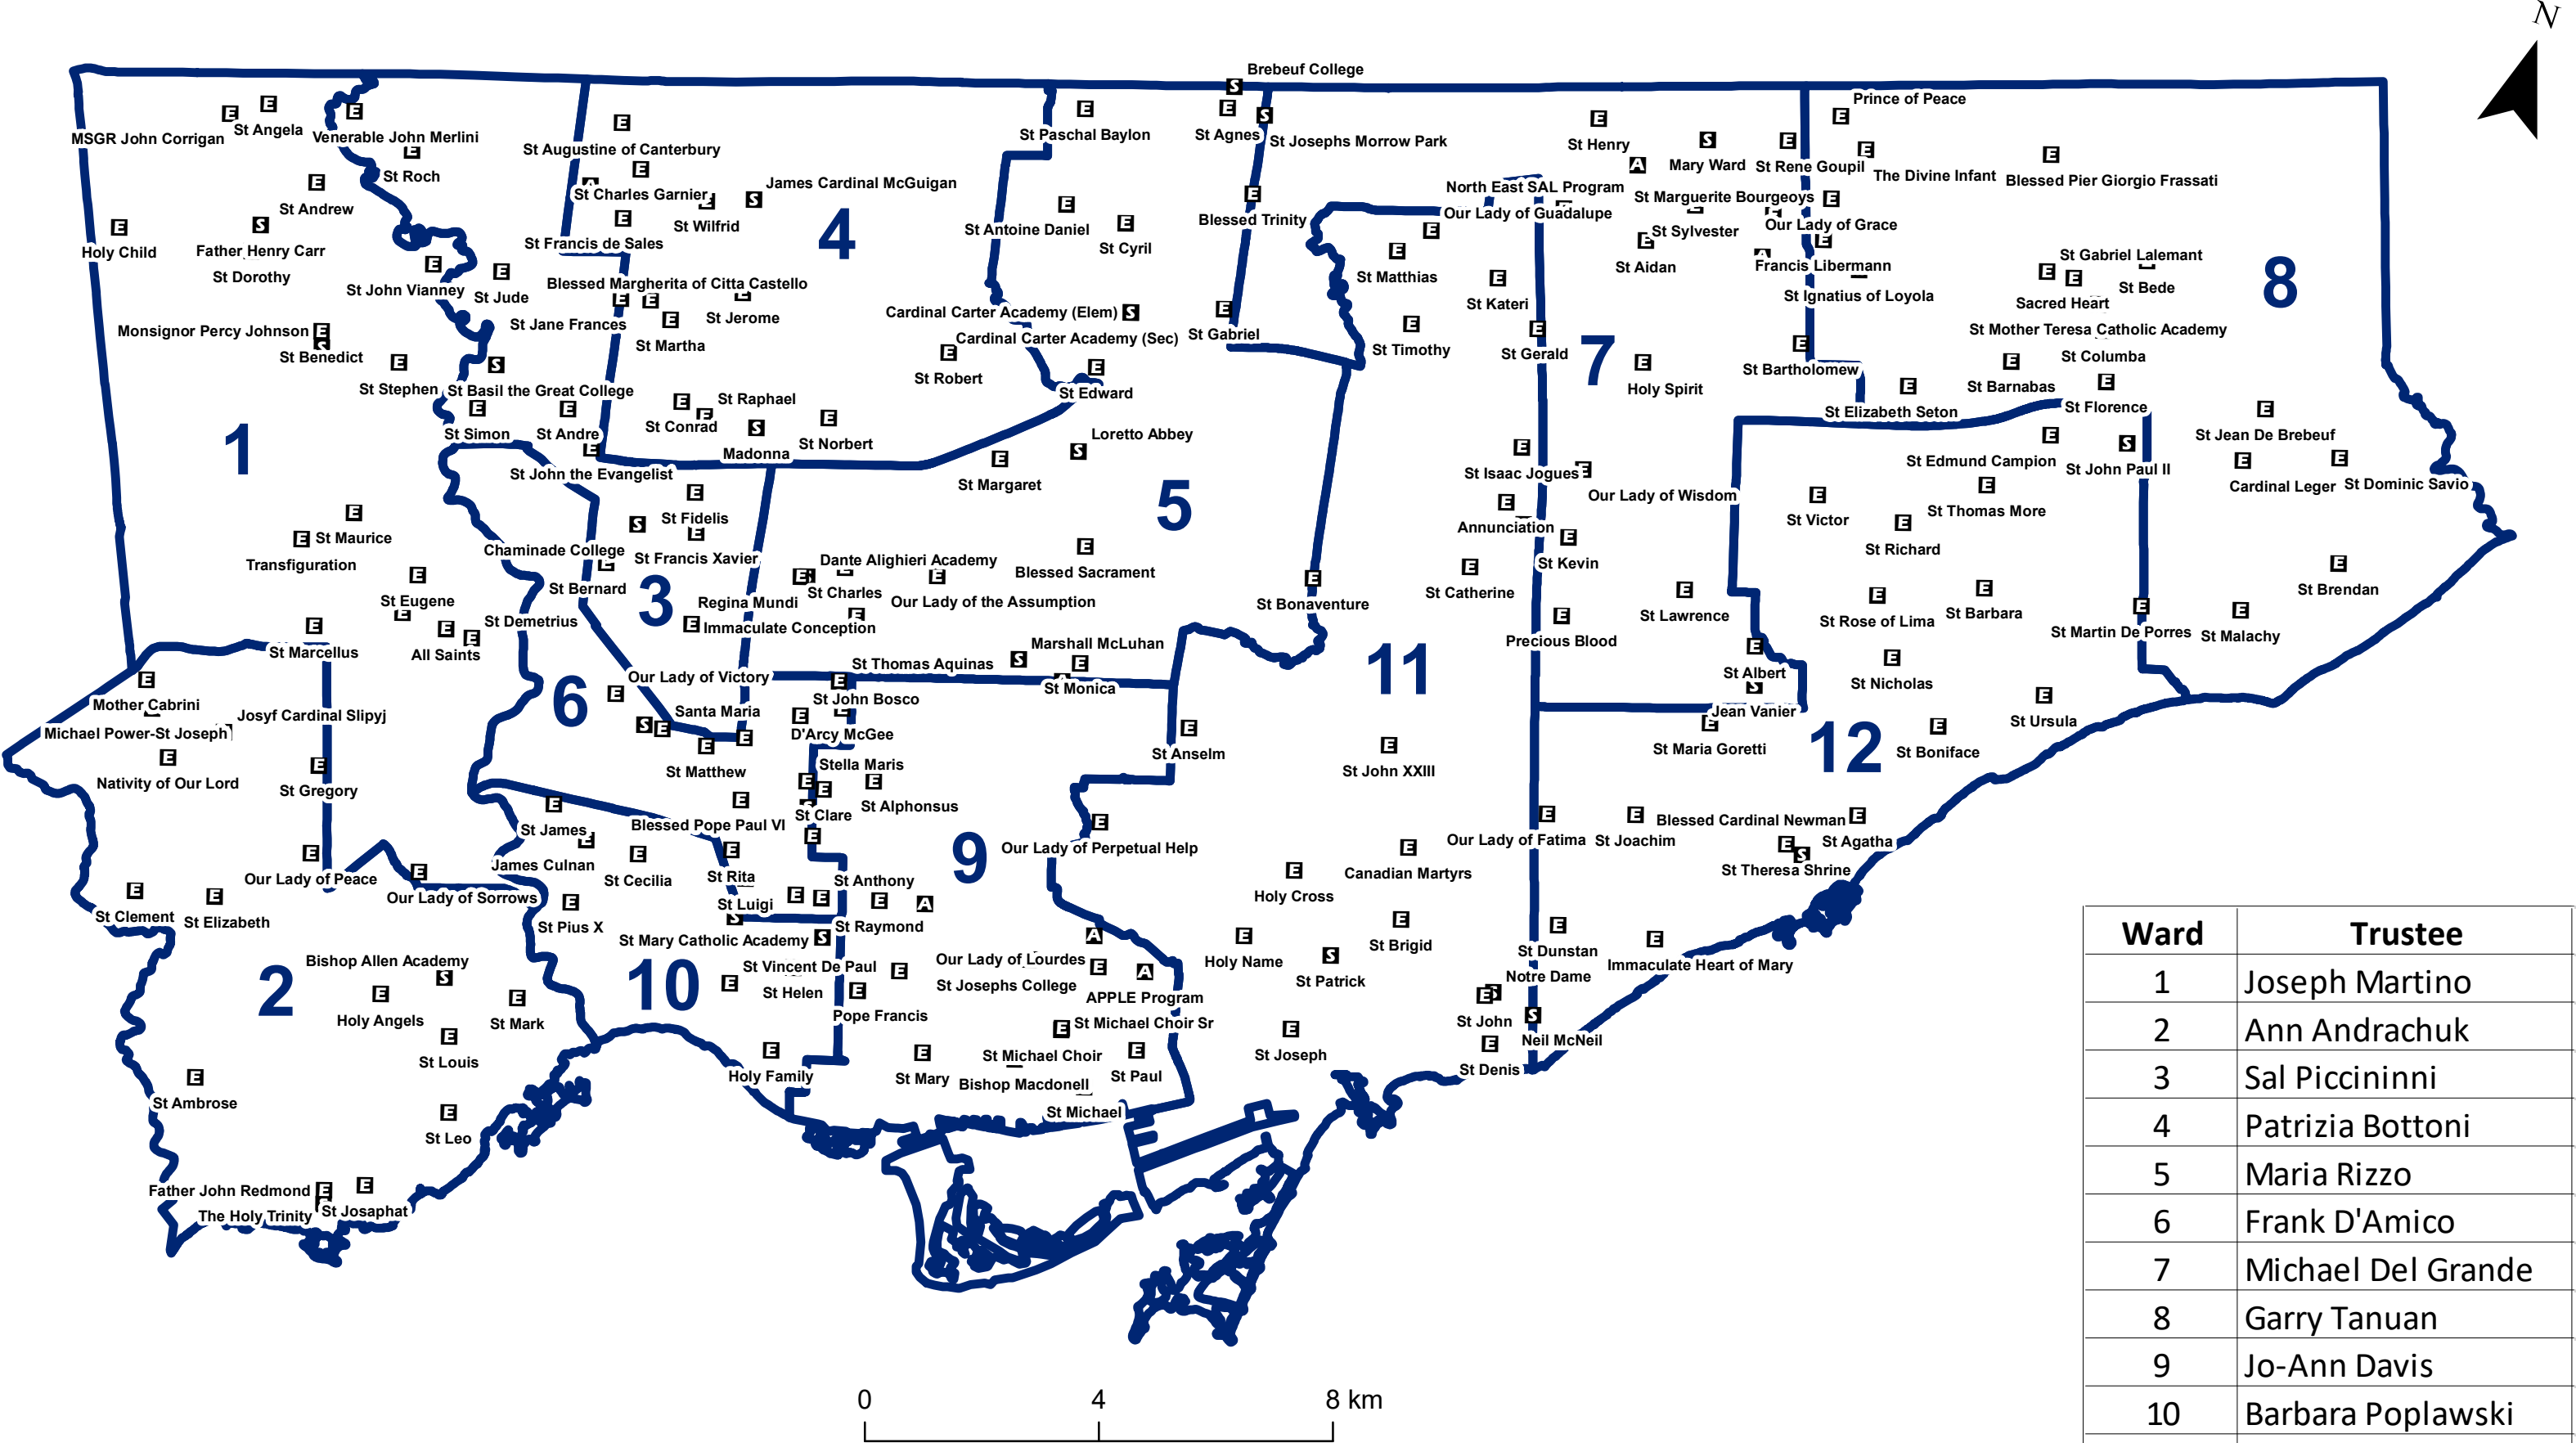 N
Brebeuf College
Prince of Peace
MSGR John Corrigan
St Angela
Venerable John Merlini
St Paschal Baylon
St Agnes
St Josephs Morrow Park
St Henry
St Augustine of Canterbury
Mary Ward
St Rene Goupil
The Divine Infant
Blessed Pier Giorgio Frassati
St Roch
St Charles Garnier
James Cardinal McGuigan
North East SAL Program
St Marguerite Bourgeoys
St Andrew
St Wilfrid
4
St Antoine Daniel
St Cyril
Blessed Trinity
Our Lady of Guadalupe
Our Lady of Grace
Holy Child
Father Henry Carr
St Francis de Sales
St Sylvester
St Dorothy
St John Vianney
St Jude
Blessed Margherita of Citta Castello
St Matthias
St Aidan
Francis Libermann
St Gabriel Lalemant
8
St Kateri
St Ignatius of Loyola
St Bede
Sacred Heart
Monsignor Percy Johnson
St Jane Frances
St Jerome
Cardinal Carter Academy (Elem)
Cardinal Carter Academy (Sec)
St Gabriel
St Mother Teresa Catholic Academy
St Benedict
St Martha
St Timothy
St Gerald
7
St Columba
St Stephen
St Basil the Great College
St Robert
St Edward
Holy Spirit
St Bartholomew
St Barnabas
St Raphael
St Conrad
St Elizabeth Seton
St Florence
1
St Simon
St Andre
Madonna
St Norbert
Loretto Abbey
St Jean De Brebeuf
St John the Evangelist
St Margaret
St Isaac Jogues
St Edmund Campion
St John Paul II
Cardinal Leger
St Dominic Savio
5
Our Lady of Wisdom
St Fidelis
St Victor
St Thomas More
St Maurice
Annunciation
Transfiguration
Chaminade College
St Francis Xavier
Dante Alighieri Academy
Blessed Sacrament
St Kevin
St Richard
St Bernard
3
St Charles
St Catherine
St Brendan
St Eugene
Regina Mundi
Our Lady of the Assumption
St Bonaventure
St Lawrence
St Rose of Lima
St Barbara
St Demetrius
Immaculate Conception
St Martin De Porres
St Malachy
St Marcellus
All Saints
Marshall McLuhan
Precious Blood
11
6
Our Lady of Victory
St Thomas Aquinas
St Monica
St Albert
St Nicholas
Mother Cabrini
Josyf Cardinal Slipyj
Santa Maria
St John Bosco
Jean Vanier
St Ursula
Michael Power-St Joseph
D'Arcy McGee
St Anselm
St Maria Goretti
12
St Boniface
Nativity of Our Lord
St Gregory
St Matthew
Stella Maris
St John XXIII
St Clare
St Alphonsus
St James
Blessed Pope Paul VI
9
Our Lady of Perpetual Help
Our Lady of Fatima
St Joachim
Blessed Cardinal Newman
St Agatha
Our Lady of Peace
James Culnan
St Cecilia
St Rita
St Anthony
Canadian Martyrs
St Theresa Shrine
Our Lady of Sorrows
St Luigi
Holy Cross
St Clement
St Elizabeth
St Pius X
St Raymond
St Mary Catholic Academy
St Brigid
St Dunstan
Immaculate Heart of Mary
Bishop Allen Academy
St Vincent De Paul
Our Lady of Lourdes
Holy Name
St Patrick
Notre Dame
2
10
St Helen
St Josephs College
APPLE Program
Holy Angels
St Mark
Pope Francis
St Michael Choir Sr
St John
Neil McNeil
St Louis
St Michael Choir
St Joseph
St Denis
Holy Family
St Mary
Bishop Macdonell
St Paul
St Ambrose
St Michael
St Leo
Father John Redmond
The Holy Trinity
St Josaphat
0 4 8 km
Ward Trustee
1 Joseph Martino
2 Ann Andrachuk
3 Sal Piccininni
4 Patrizia Bottoni
5 Maria Rizzo
6 Frank D'Amico
7 Michael Del Grande
8 Garry Tanuan
9 Jo-Ann Davis
10 Barbara Poplawski